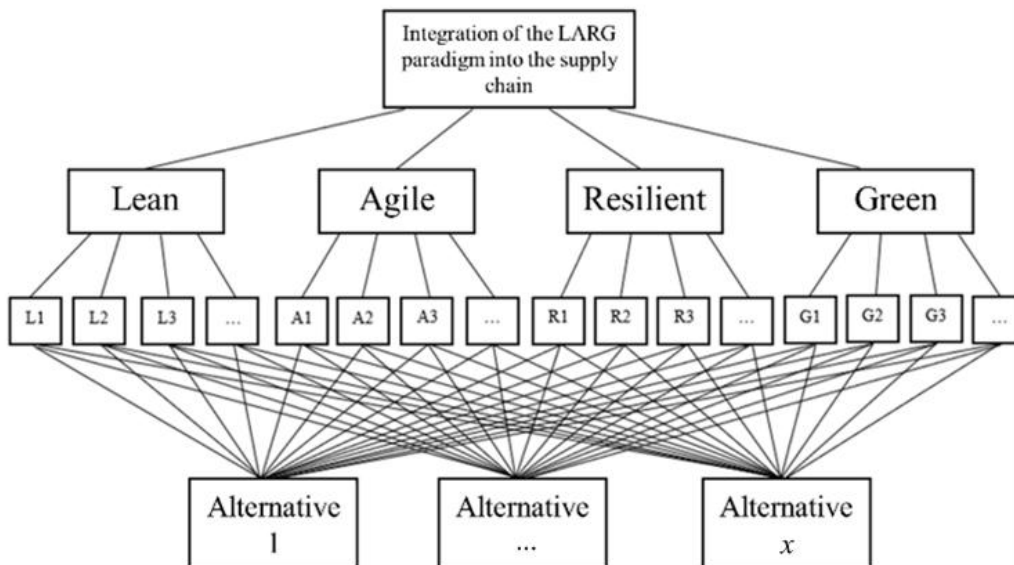 Integration of the LARG
paradigm into the supply
chain
Lean
Agile
Resilient
Green
L1
L2
L3
...
A1
A2
A3
...
R1
R2
R3
...
G1
G2
G3
...
Alternative
1
Alternative
...
Alternative
x